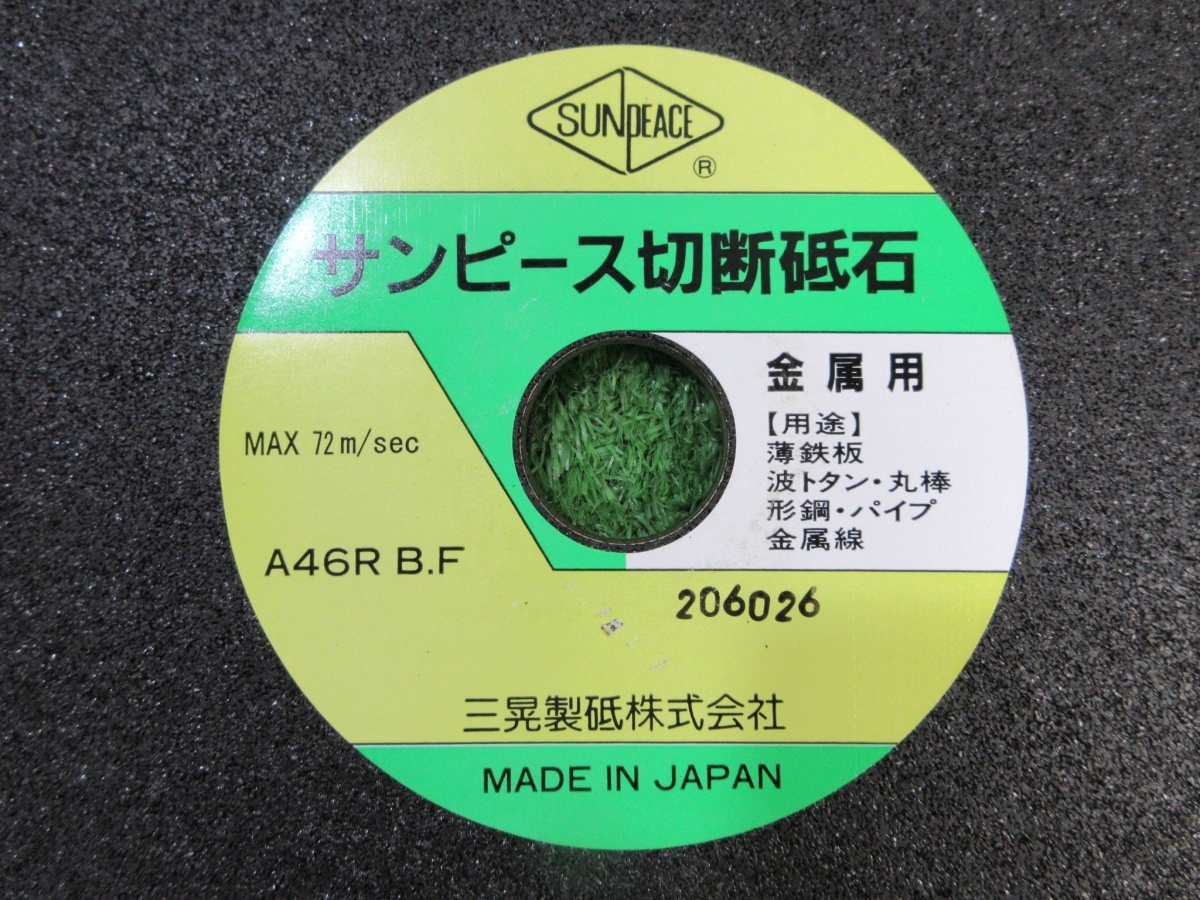 SUNPEACE
®
サンピース切断砥石
金属用
【用途】
薄鉄板
波トタン・丸棒
形鋼・パイプ
金属線
MAX 72m/sec
A46R B.F
206026
三晃製砥株式会社
MADE IN JAPAN